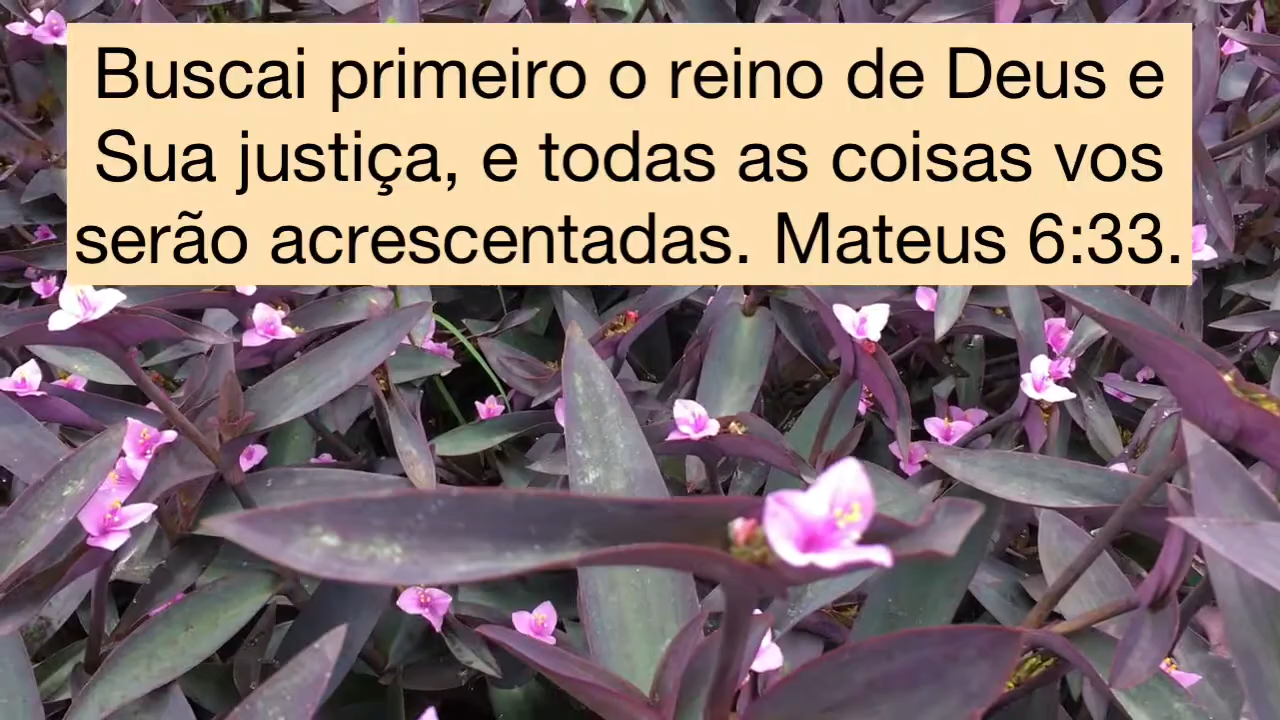 Buscai primeiro o reino de Deus e
Sua justiça, e todas as coisas vos
serão acrescentadas. Mateus 6:33.